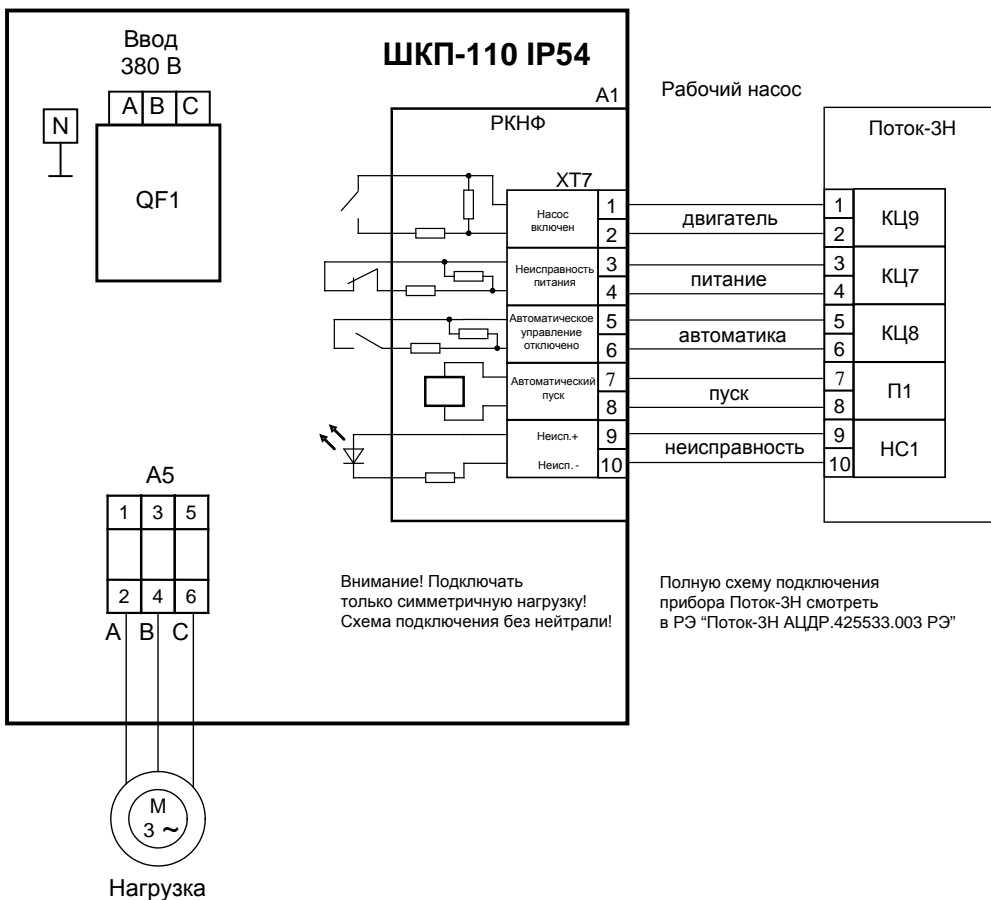 Ввод
380 В
ШКП-110 IP54
A B C
N
QF1
A1
Рабочий насос
РКНФ
Поток-3Н
XT7
Насос
включен
1
2
двигатель
1
2
КЦ9
Неисправность
питания
3
4
питание
3
4
КЦ7
Автоматическое
управление
отключено
5
6
автоматика
5
6
КЦ8
Автоматический
пуск
7
8
пуск
7
8
П1
Неисп.+
Неисп.-
9
10
неисправность
9
10
НС1
A5
1 3 5
2 4 6
A B C
Внимание! Подключать
только симметричную нагрузку!
Схема подключения без нейтрали!
Полную схему подключения
прибора Поток-3Н смотреть
в РЭ “Поток-3Н АЦДР.425533.003 РЭ”
М
3 ~
Нагрузка